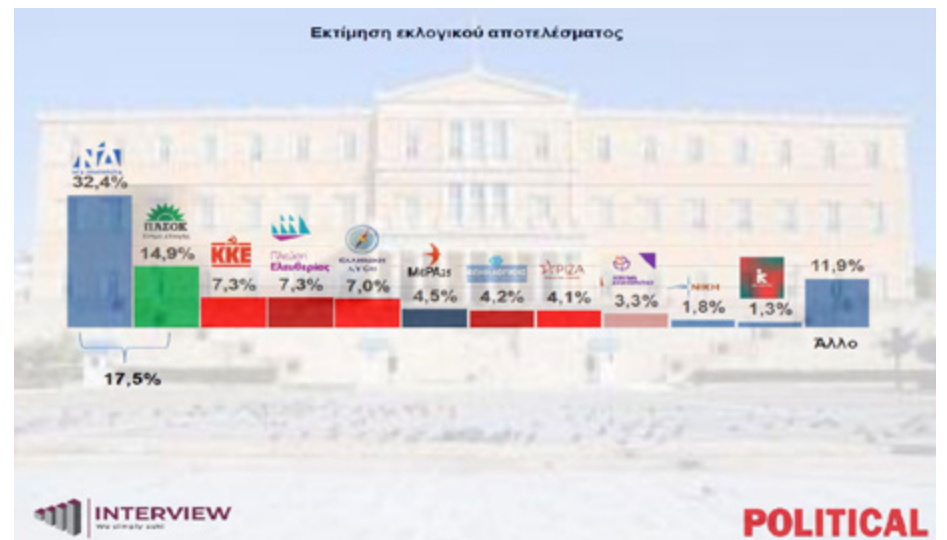 Εκτίμηση εκλογικού αποτελέσματος
ΝΔ
32,4%
ΠΑΣΟΚ
14,9%
ΚΚΕ
7,3%
Πλεύση
Ελευθερίας
7,3%
ΕΛΛΗΝΙΚΗ
ΛΥΣΗ
7,0%
ΜέΡΑ25
4,5%
4,2%
ΣΥΡΙΖΑ
4,1%
3,3%
ΝΙΚΗ
1,8%
k
1,3%
11,9%
Άλλο
17,5%
INTERVIEW
We simply ask!
POLITICAL